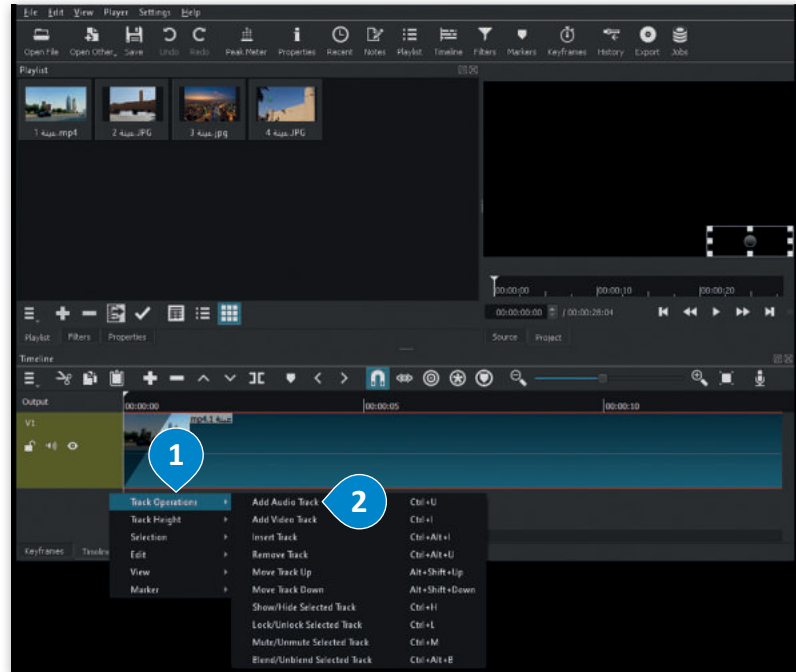 File Edit View Player Settings Help
Open File Open Other... Save Undo Redo Peak Meter Properties Recent Notes Playlist Timeline Filters Markers Keyframes History Export Jobs
Playlist
عينة 1.mp4 عينة 2.JPG عينة 3.jpg عينة 4.JPG
00:00:00 00:00:10 00:00:20
00:00:00:00 / 00:00:28:04
Playlist Filters Properties
Source Project
Timeline
Output 00:00:00 00:00:05 00:00:10
V1
عينة 1.mp4
1
2
Track Operations
Track Height
Selection
Edit
View
Marker
Add Audio Track Ctrl+U
Add Video Track Ctrl+I
Insert Track Ctrl+Alt+I
Remove Track Ctrl+Alt+U
Move Track Up Alt+Shift+Up
Move Track Down Alt+Shift+Down
Show/Hide Selected Track Ctrl+H
Lock/Unlock Selected Track Ctrl+L
Mute/Unmute Selected Track Ctrl+M
Blend/Unblend Selected Track Ctrl+Alt+B
Keyframes